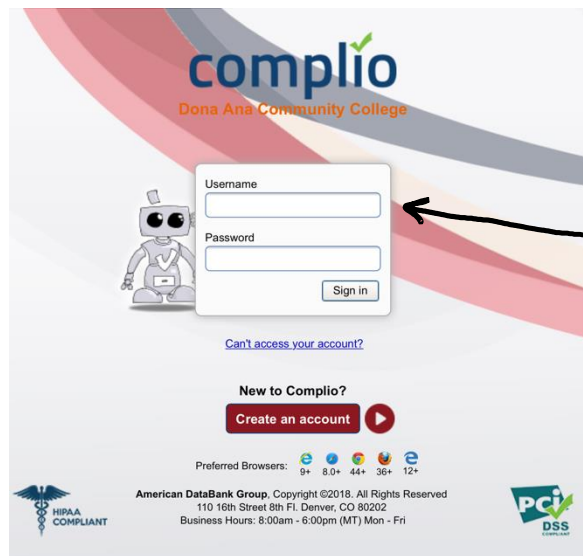 complio
Dona Ana Community College
Username
Password
Sign in
Can't access your account?
New to Complio?
Create an account
Preferred Browsers: 9+ 8.0+ 44+ 36+ 12+
American DataBank Group, Copyright ©2018. All Rights Reserved
110 16th Street 8th Fl. Denver, CO 80202
Business Hours: 8:00am - 6:00pm (MT) Mon - Fri
HIPAA
COMPLIANT
PCi
DSS
COMPLIANT